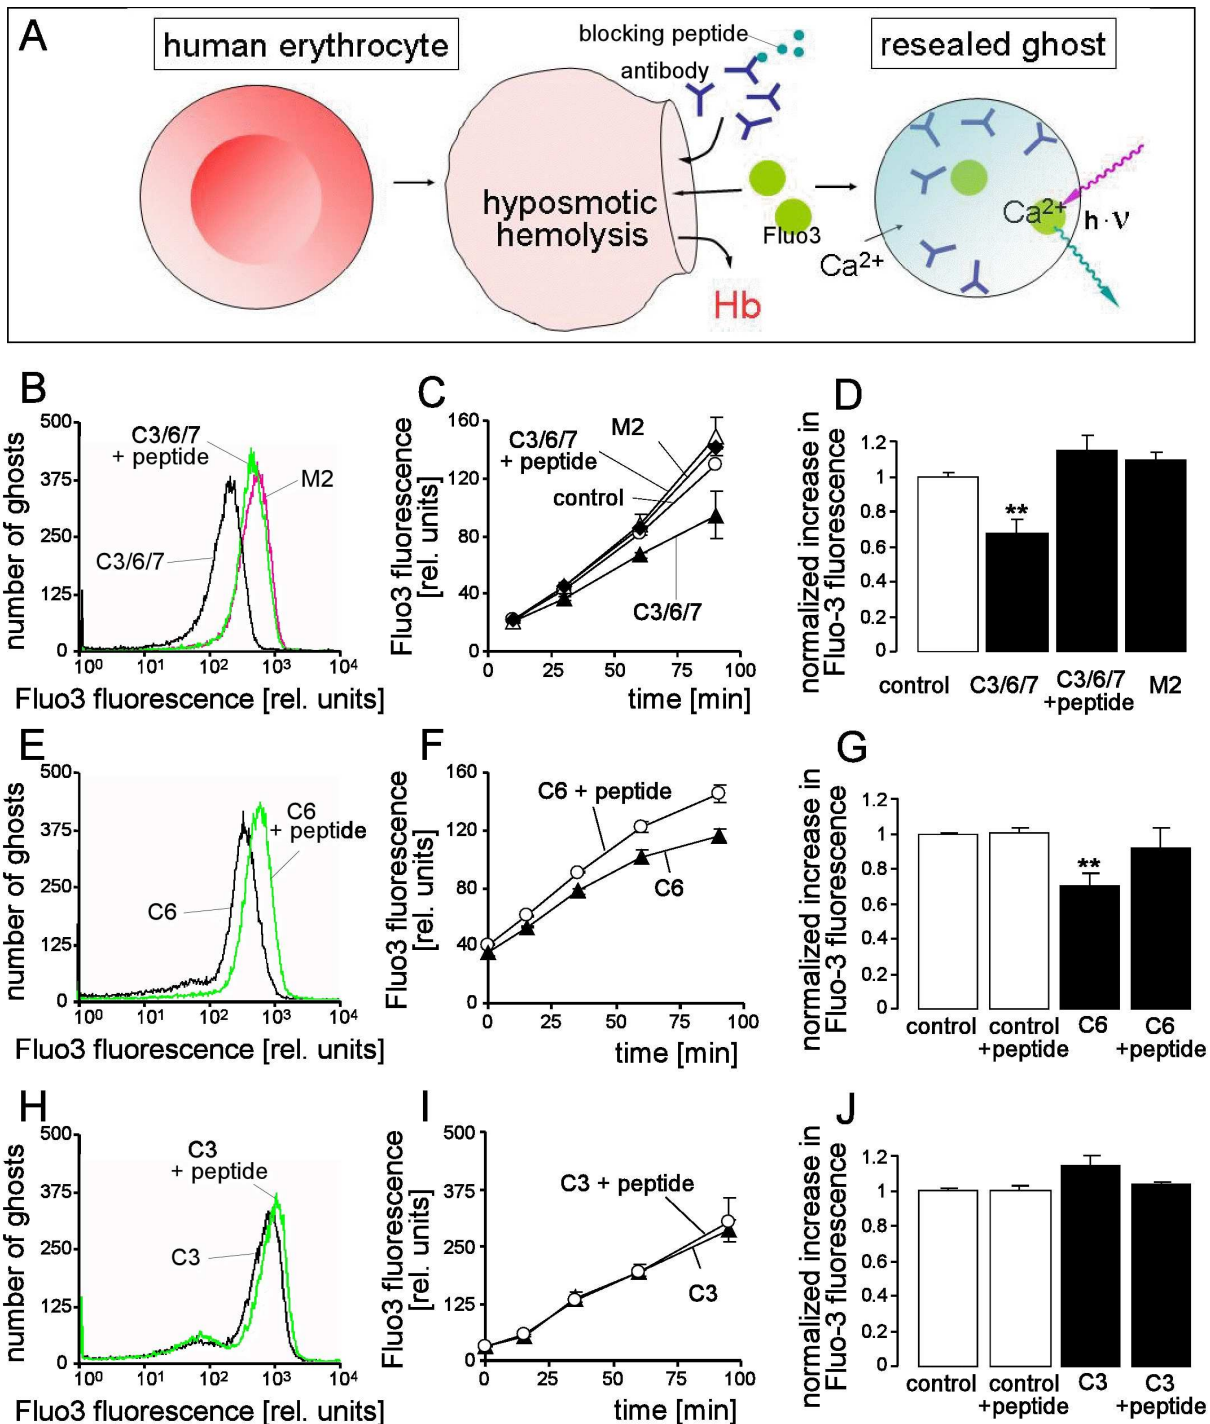 A
human erythrocyte
blocking peptide
antibody
resealed ghost
hyposmotic
hemolysis
Fluo3
Hb
Ca2+
Ca2+
h·ν
B
number of ghosts
500
375
250
125
0
C3/6/7
+ peptide
M2
C3/6/7
10⁰ 10¹ 10² 10³ 10⁴
Fluo3 fluorescence [rel. units]
C
Fluo3 fluorescence
[rel. units]
160
120
80
40
0
C3/6/7
+ peptide
M2
control
C3/6/7
0 25 50 75 100
time [min]
D
normalized increase in
Fluo-3 fluorescence
1.2
1
0.8
0.6
0.4
0.2
0
**
control
C3/6/7
C3/6/7
+peptide
M2
E
number of ghosts
500
375
250
125
0
C6
+ peptide
C6
10⁰ 10¹ 10² 10³ 10⁴
Fluo3 fluorescence [rel. units]
F
Fluo3 fluorescence
[rel. units]
160
120
80
40
0
C6 + peptide
C6
0 25 50 75 100
time [min]
G
normalized increase in
Fluo-3 fluorescence
1.2
1
0.8
0.6
0.4
0.2
0
**
control
control
+peptide
C6
C6
+peptide
H
number of ghosts
500
375
250
125
0
C3
+ peptide
C3
10⁰ 10¹ 10² 10³ 10⁴
Fluo3 fluorescence [rel. units]
I
Fluo3 fluorescence
[rel. units]
500
375
250
125
0
C3 + peptide
C3
0 25 50 75 100
time [min]
J
normalized increase in
Fluo-3 fluorescence
1.2
1
0.8
0.6
0.4
0.2
0
control
control
+peptide
C3
C3
+peptide